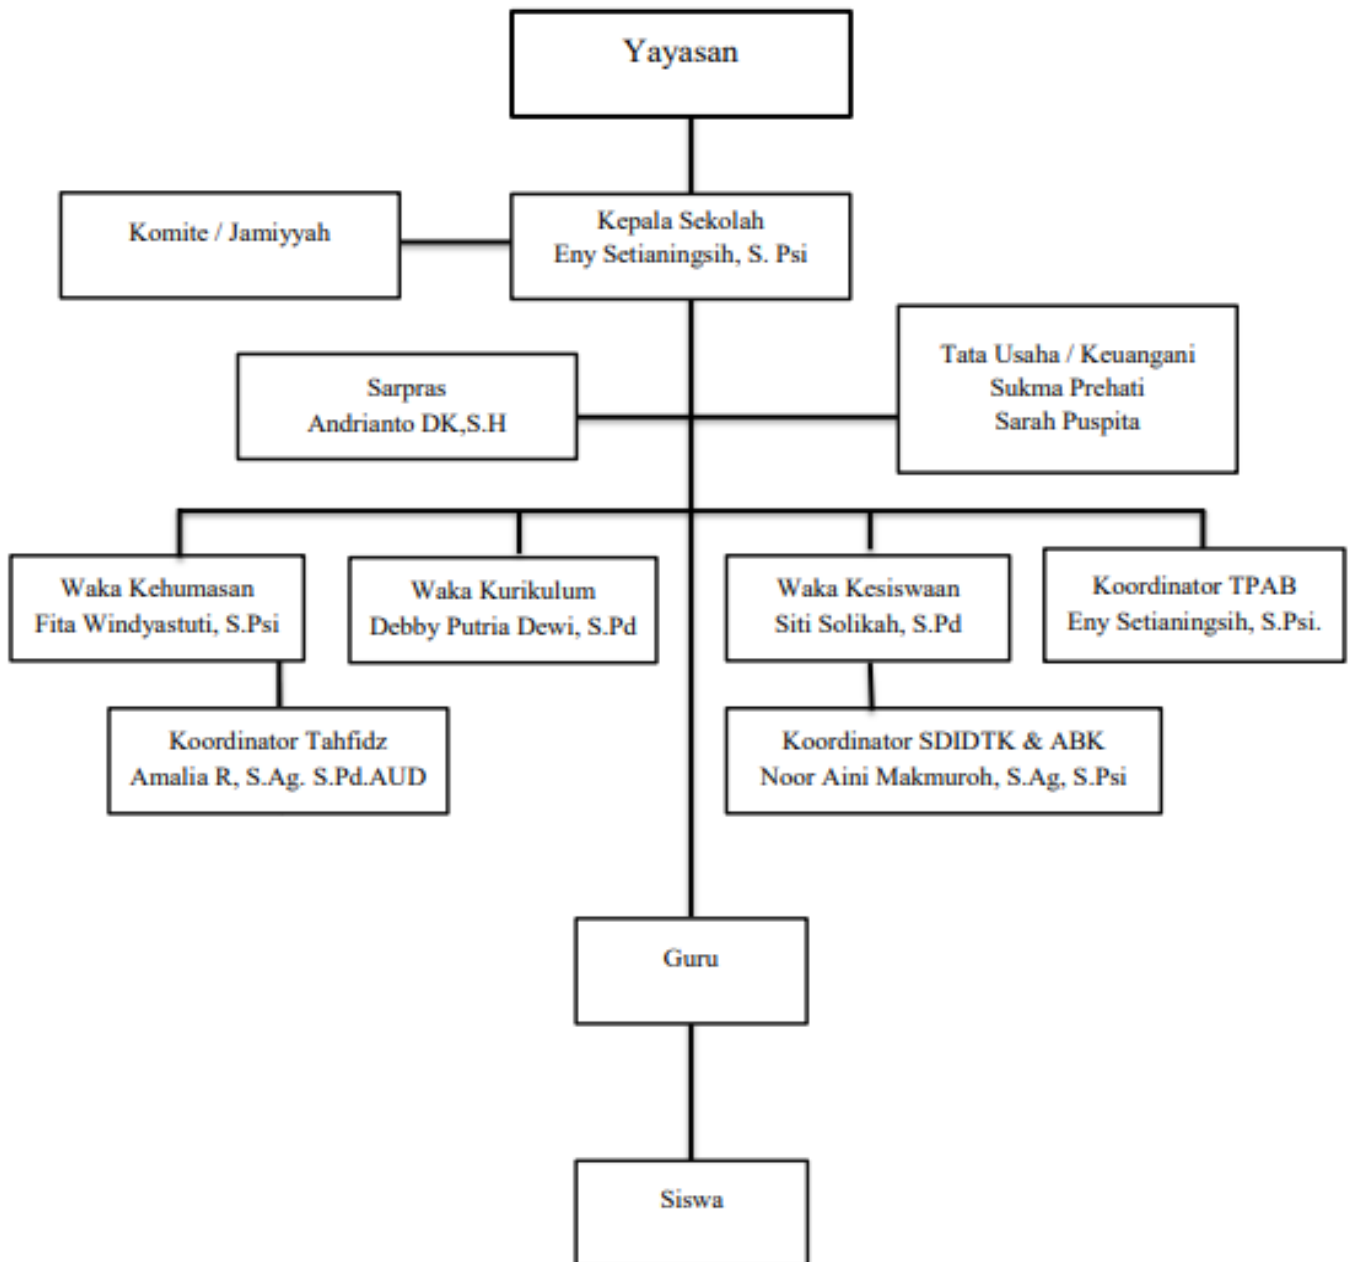 Yayasan
Komite / Jamiyyah
Kepala Sekolah
Eny Setianingsih, S. Psi
Sarpras
Andrianto DK,S.H
Tata Usaha / Keuangani
Sukma Prehati
Sarah Puspita
Waka Kehumasan
Fita Windyastuti, S.Psi
Waka Kurikulum
Debby Putria Dewi, S.Pd
Waka Kesiswaan
Siti Solikah, S.Pd
Koordinator TPAB
Eny Setianingsih, S.Psi.
Koordinator Tahfidz
Amalia R, S.Ag. S.Pd.AUD
Koordinator SDIDTK & ABK
Noor Aini Makmuroh, S.Ag, S.Psi
Guru
Siswa